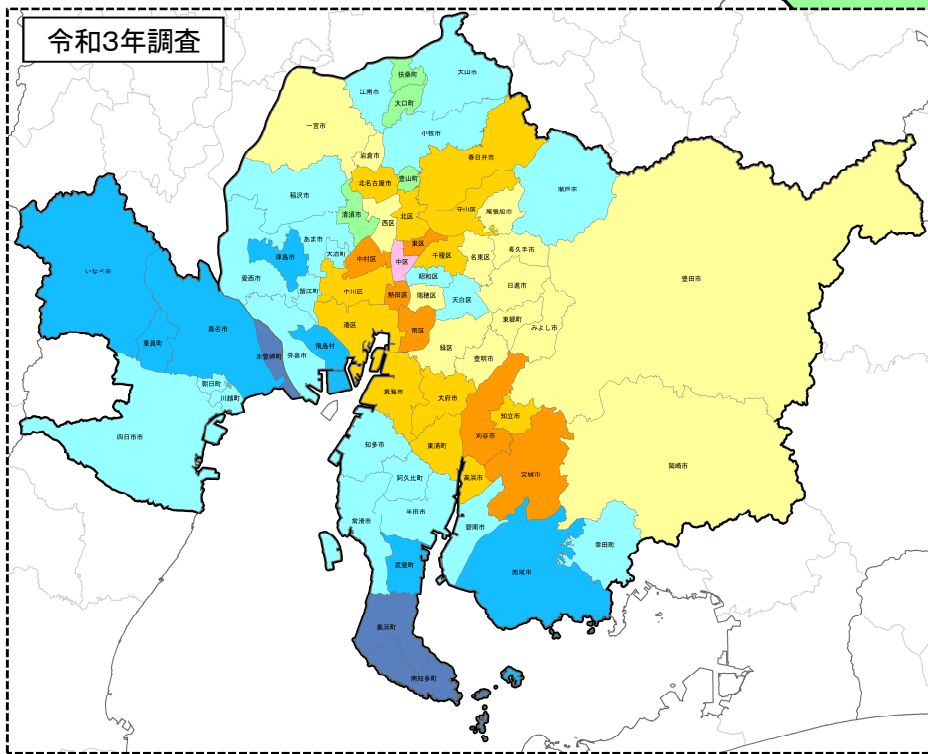 令和3年調査
扶桑町
犬山市
江南市
大口町
一宮市
小牧市
岩倉市
春日井市
北名古屋市
豊山町
瀬戸市
稲沢市
清須市
西区
北区
守山区
尾張旭市
あま市
大治町
東区
津島市
中村区
中区
千種区
名東区
長久手市
いなべ市
愛西市
昭和区
豊田市
蟹江町
中川区
熱田区
瑞穂区
天白区
日進市
港区
南区
東郷町
みよし市
桑名市
東員町
木曽岬町
弥富市
飛島村
緑区
豊明市
朝日町
川越町
東海市
大府市
知立市
四日市市
知多市
東浦町
刈谷市
岡崎市
阿久比町
高浜市
安城市
常滑市
半田市
碧南市
幸田町
武豊町
西尾市
美浜町
南知多町